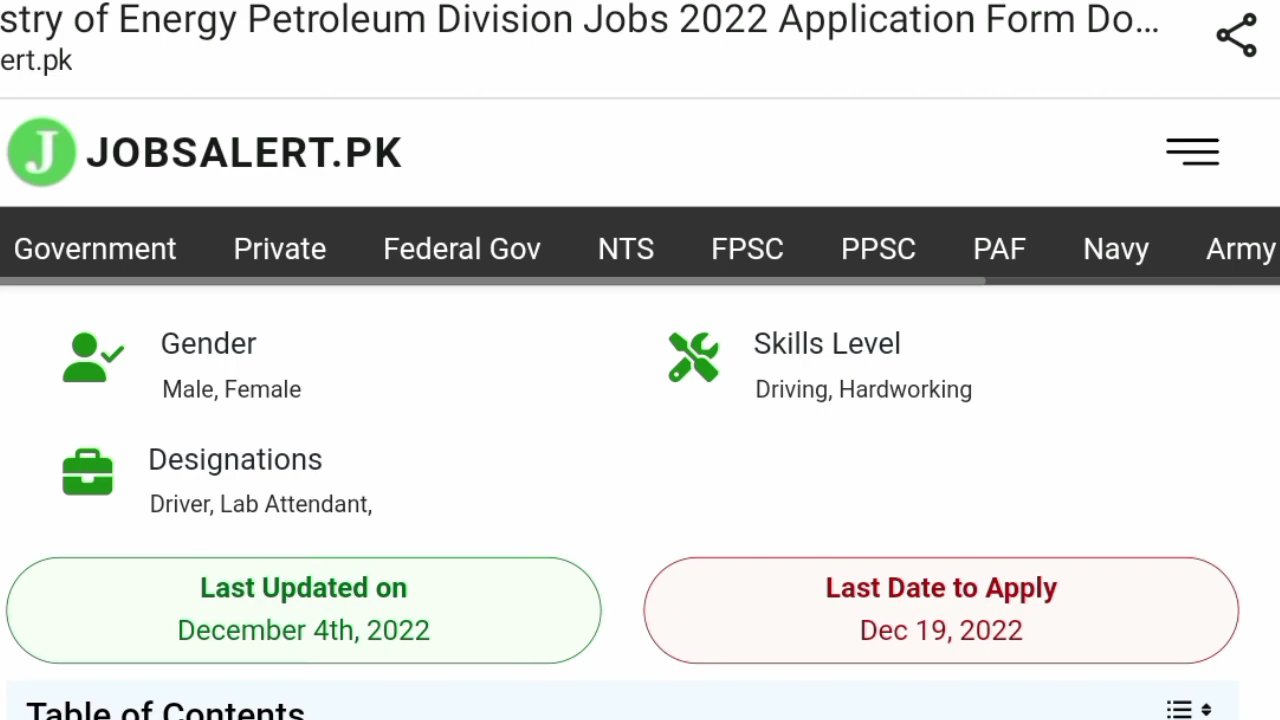 stry of Energy Petroleum Division Jobs 2022 Application Form Do...
ert.pk
J JOBSALERT.PK
Government Private Federal Gov NTS FPSC PPSC PAF Navy Army
Gender
Male, Female
Skills Level
Driving, Hardworking
Designations
Driver, Lab Attendant,
Last Updated on
December 4th, 2022
Last Date to Apply
Dec 19, 2022
Table of Contents